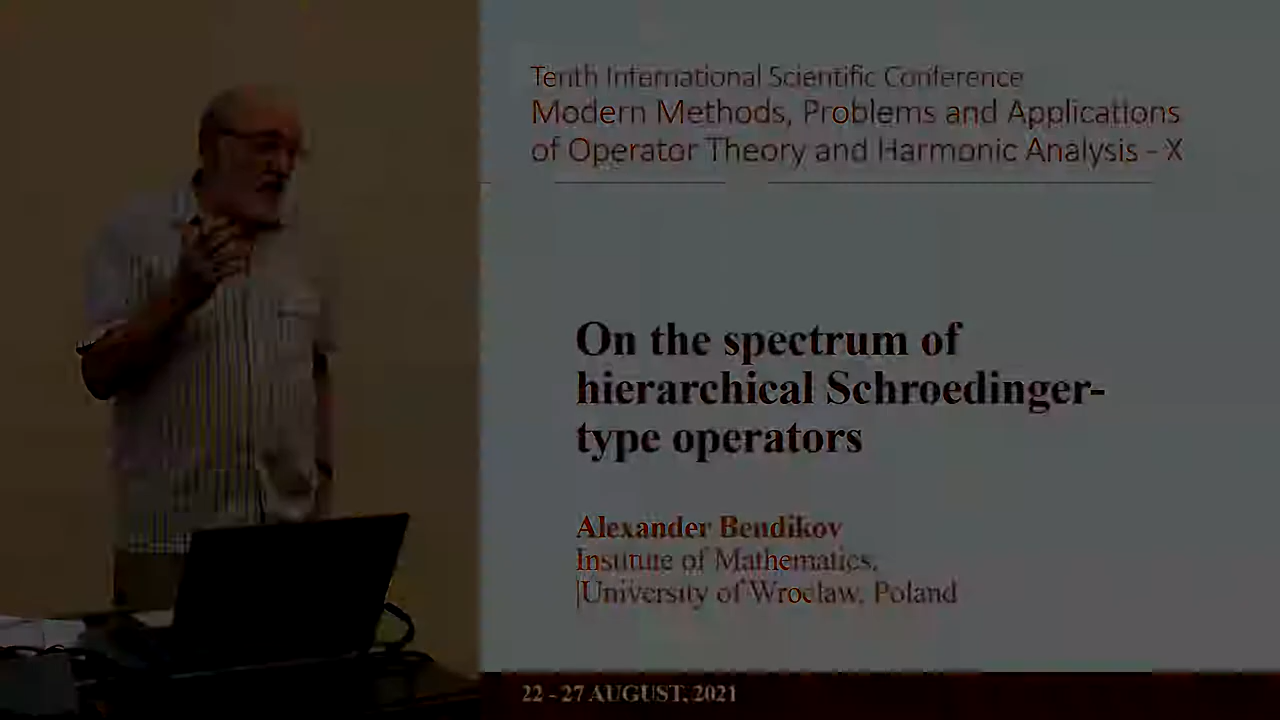 Tenth International Scientific Conference
Modern Methods, Problems and Applications
of Operator Theory and Harmonic Analysis - X
On the spectrum of
hierarchical Schroedinger-
type operators
Alexander Bendikov
Institute of Mathematics,
University of Wroclaw, Poland
22 - 27 AUGUST, 2021